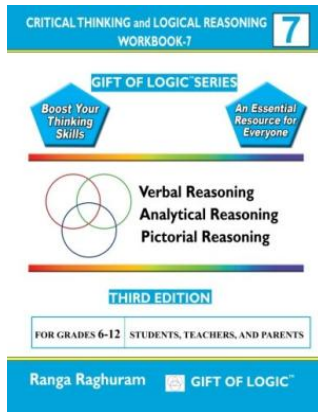 CRITICAL THINKING and LOGICAL REASONING
WORKBOOK-7
7
GIFT OF LOGIC™SERIES
Boost Your
Thinking
Skills
An Essential
Resource for
Everyone
Verbal Reasoning
Analytical Reasoning
Pictorial Reasoning
THIRD EDITION
FOR GRADES 6-12 STUDENTS, TEACHERS, AND PARENTS
Ranga Raghuram GIFT OF LOGIC™